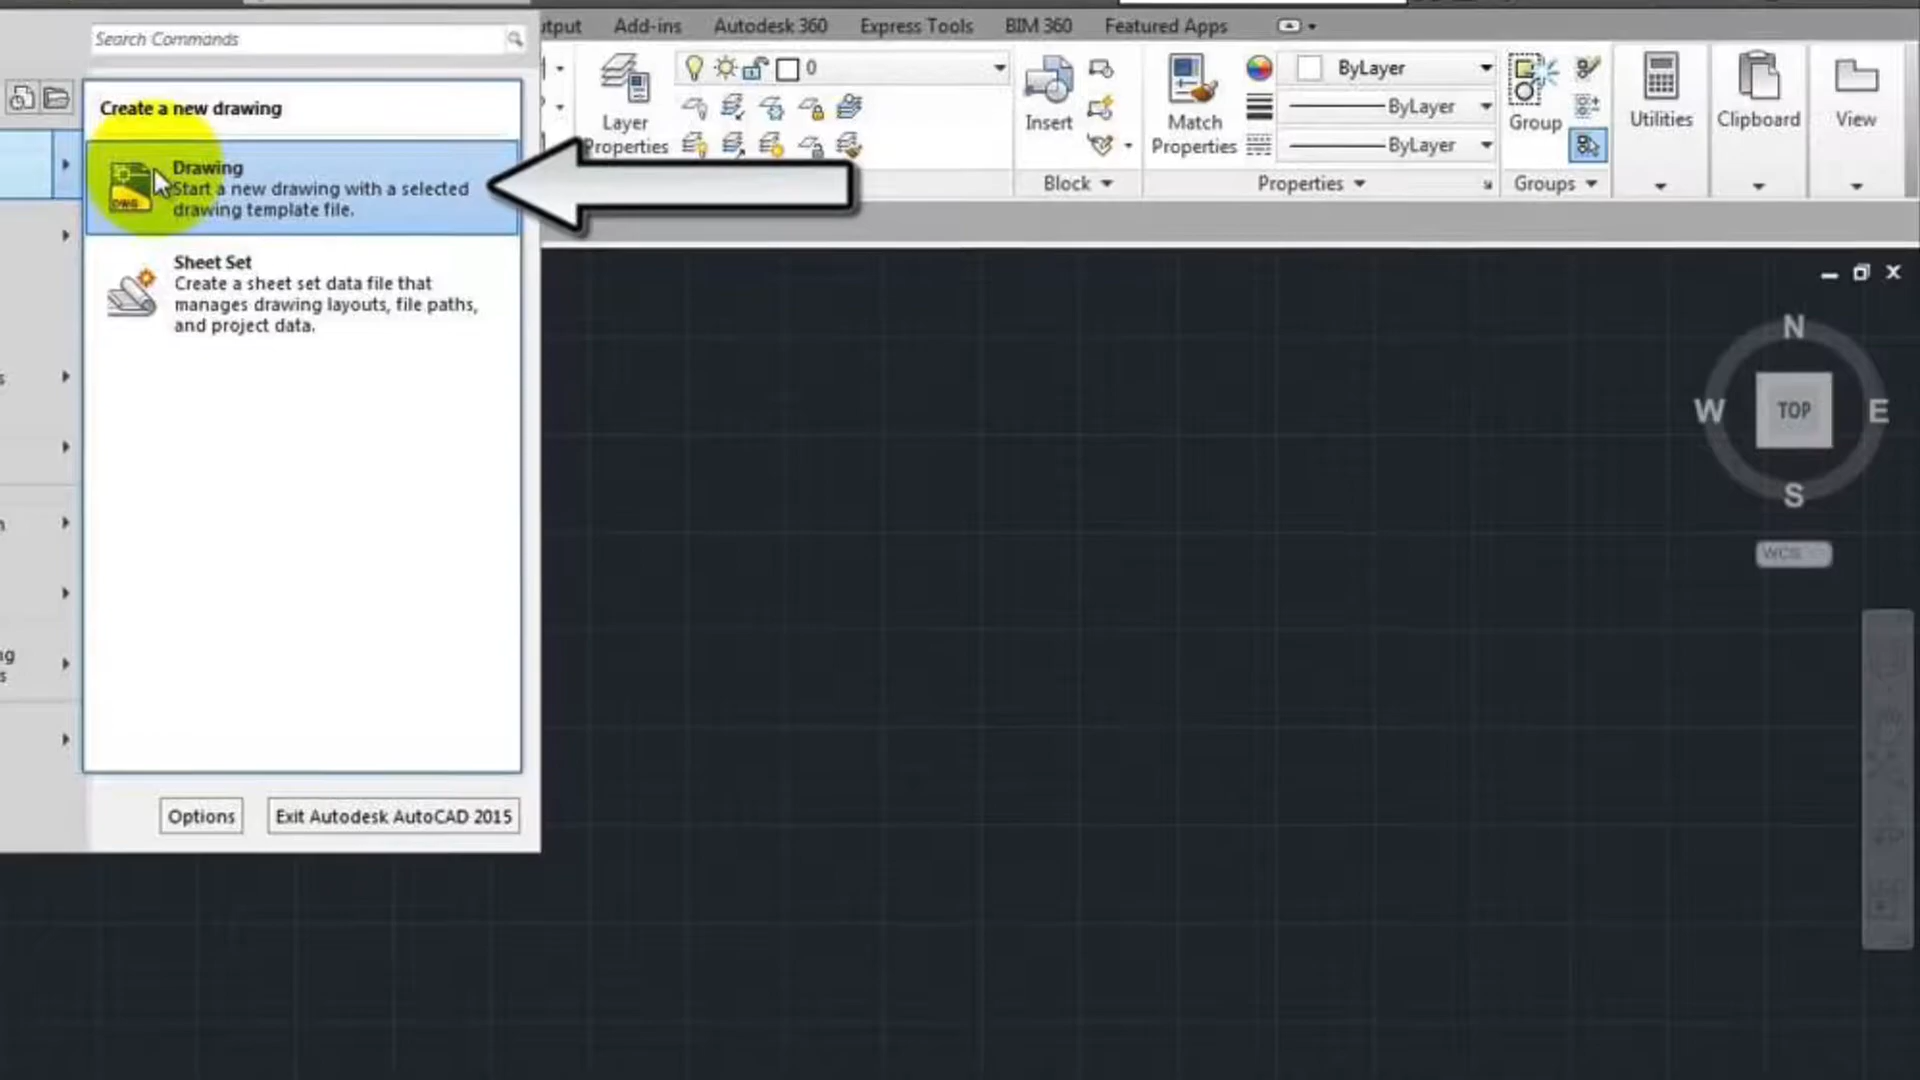 Search Commands
Add-ins
Autodesk 360
Express Tools
BIM 360
Featured Apps
Create a new drawing
Drawing
Start a new drawing with a selected
drawing template file.
Sheet Set
Create a sheet set data file that
manages drawing layouts, file paths,
and project data.
Options
Exit Autodesk AutoCAD 2015
Layer
Properties
0
Insert
Block
Match
Properties
ByLayer
ByLayer
ByLayer
Properties
Group
Groups
Utilities
Clipboard
View
N
W
TOP
E
S
WCS
DWG